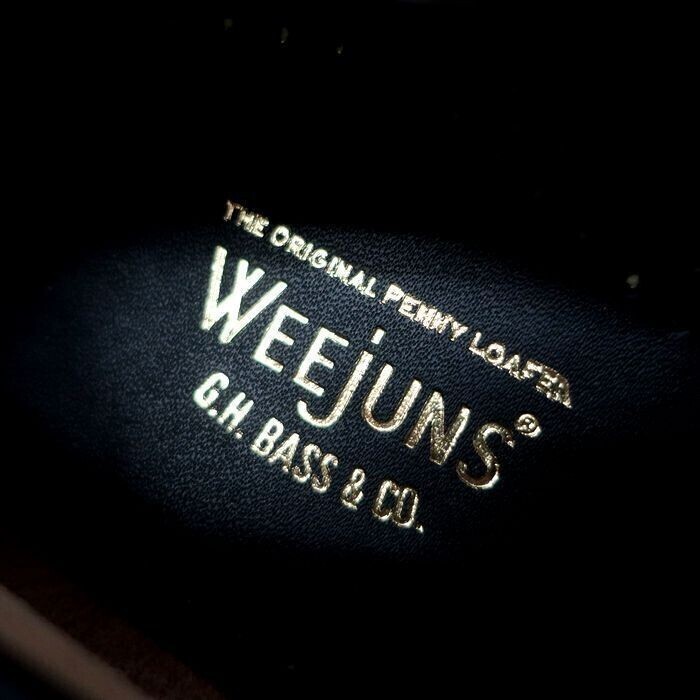 THE ORIGINAL PENNY LOAFER
WEEjUNS®
G.H. BASS & CO.